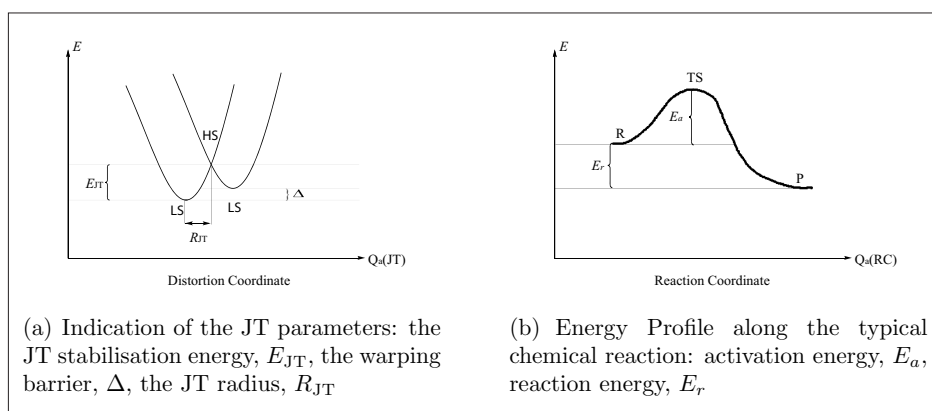 E
HS
EJT
Δ
LS
LS
RJT
Qa(JT)
Distortion Coordinate
(a) Indication of the JT parameters: the
JT stabilisation energy, EJT, the warping
barrier, Δ, the JT radius, RJT
E
TS
R
Ea
Er
P
Qa(RC)
Reaction Coordinate
(b) Energy Profile along the typical
chemical reaction: activation energy, Ea,
reaction energy, Er